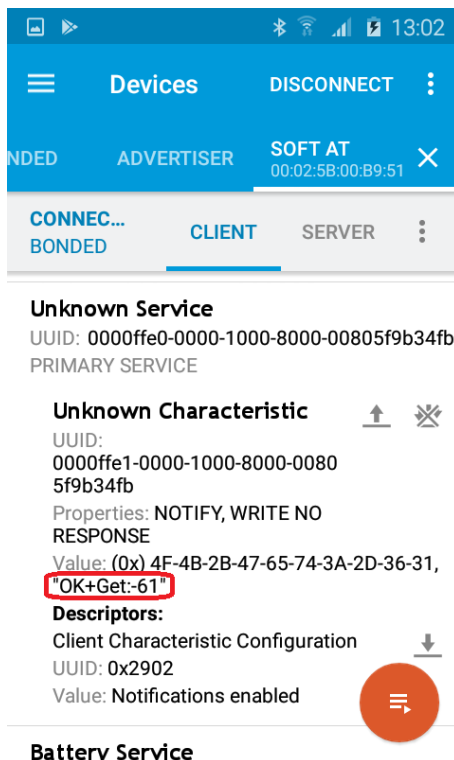 13:02
Devices
DISCONNECT
NDED
ADVERTISER
SOFT AT
00:02:5B:00:B9:51
CONNEC...
BONDED
CLIENT
SERVER
Unknown Service
UUID: 0000ffe0-0000-1000-8000-00805f9b34fb
PRIMARY SERVICE
Unknown Characteristic
UUID:
0000ffe1-0000-1000-8000-0080
5f9b34fb
Properties: NOTIFY, WRITE NO
RESPONSE
Value: (0x) 4F-4B-2B-47-65-74-3A-2D-36-31,
"OK+Get:-61"
Descriptors:
Client Characteristic Configuration
UUID: 0x2902
Value: Notifications enabled
Battery Service